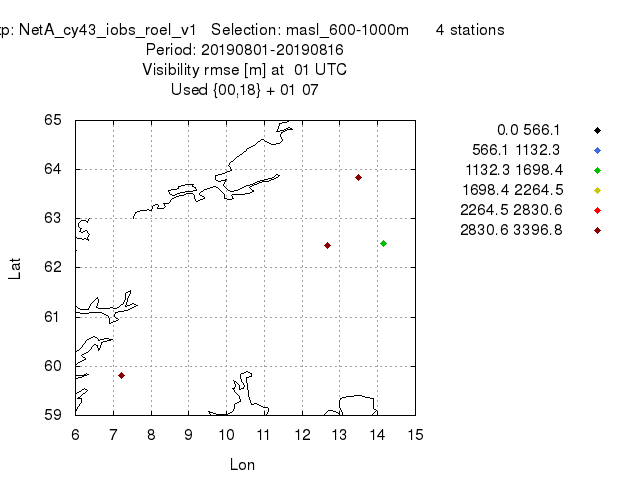 xp: NetA_cy43_iobs_roel_v1 Selection: masl_600-1000m 4 stations
Period: 20190801-20190816
Visibility rmse [m] at 01 UTC
Used {00,18} + 01 07
65
64
63
62
61
60
59
Lat
6 7 8 9 10 11 12 13 14 15
Lon
0.0 566.1
566.1 1132.3
1132.3 1698.4
1698.4 2264.5
2264.5 2830.6
2830.6 3396.8